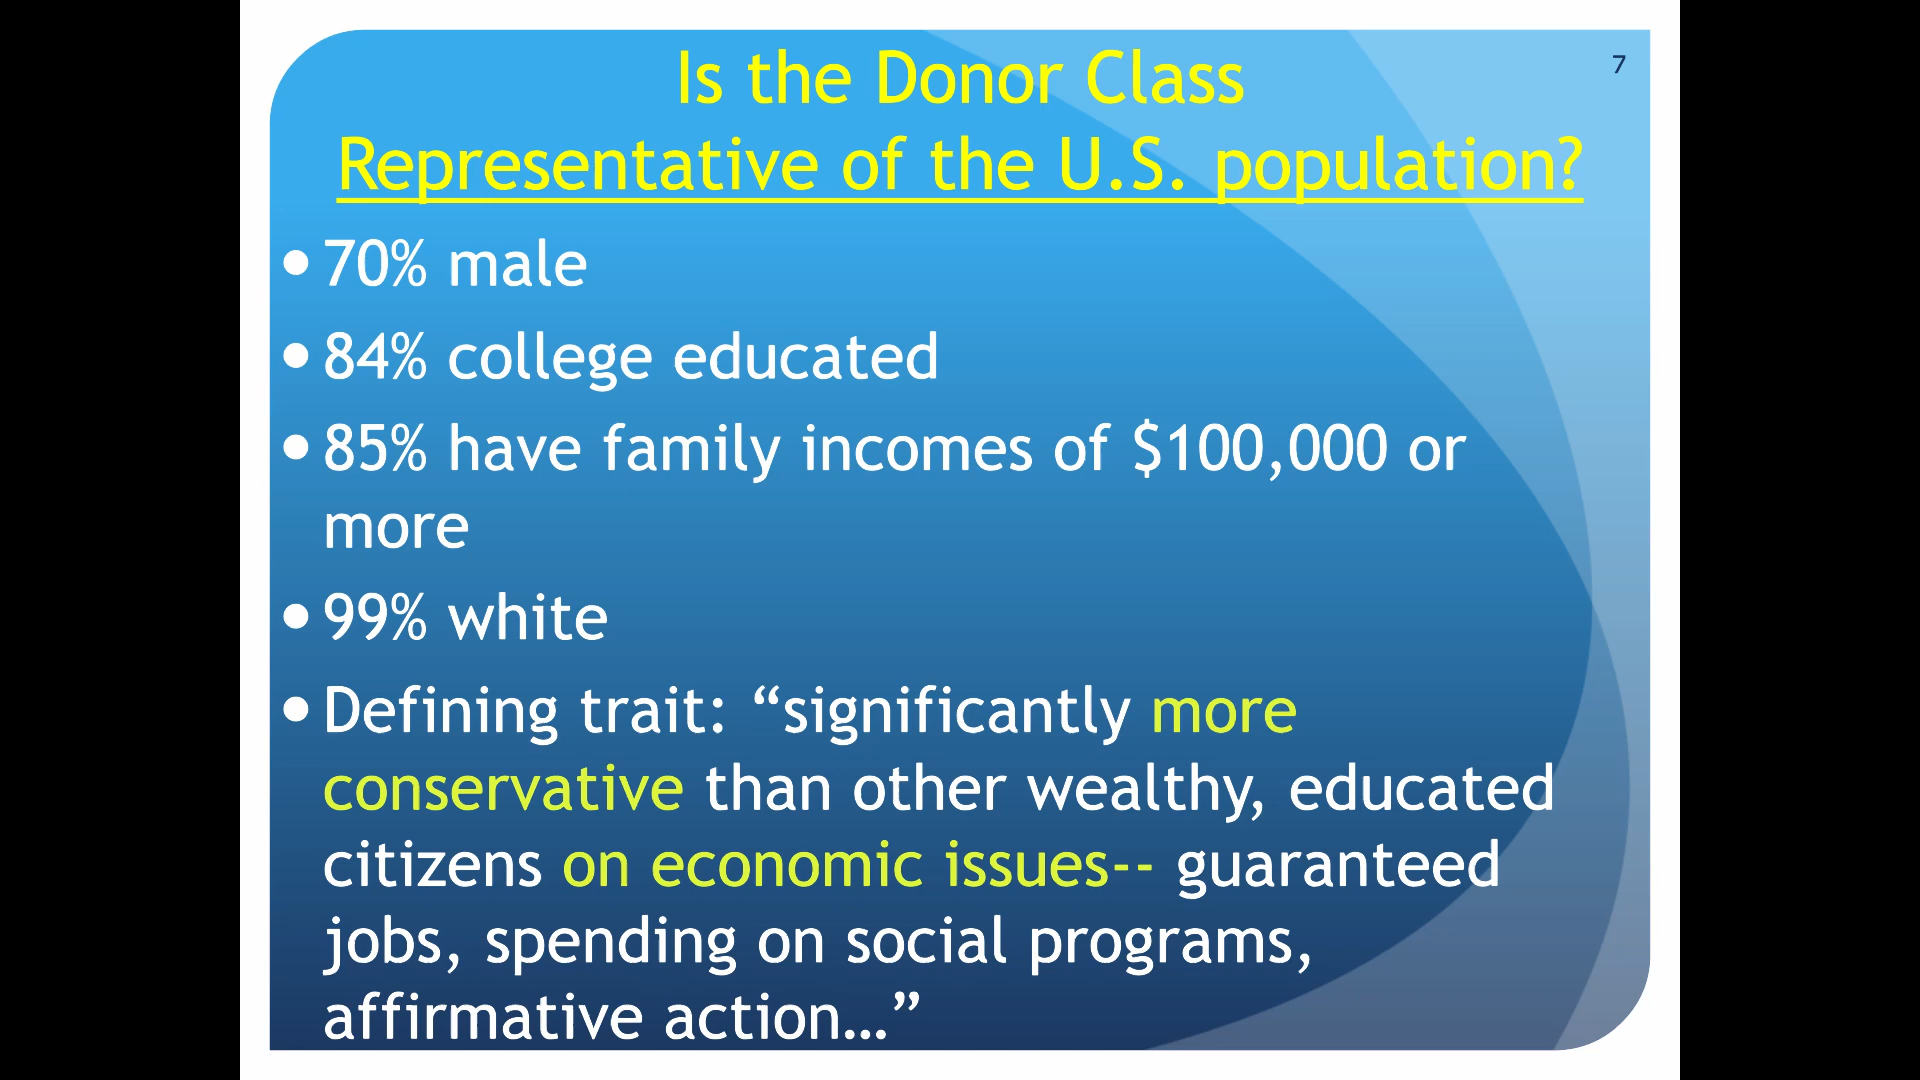 7
Is the Donor Class
Representative of the U.S. population?
• 70% male
• 84% college educated
• 85% have family incomes of $100,000 or
more
• 99% white
• Defining trait: “significantly more
conservative than other wealthy, educated
citizens on economic issues-- guaranteed
jobs, spending on social programs,
affirmative action…”